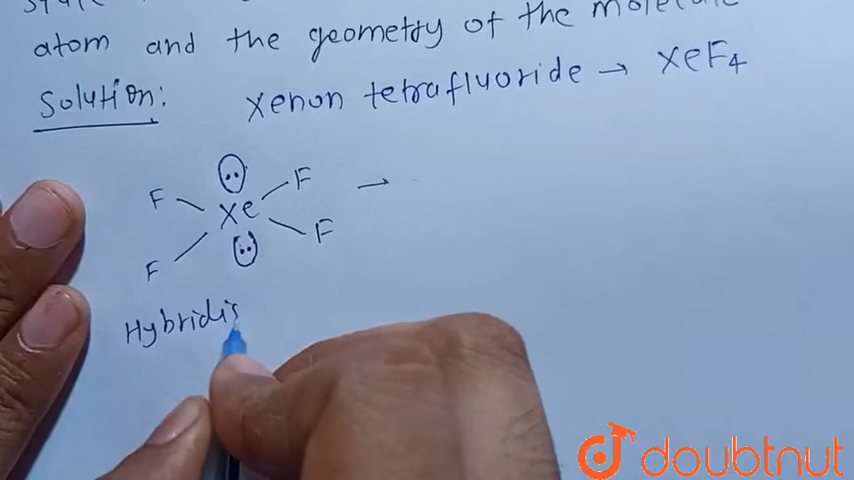 atom and the geometry of the molecule
Solution: Xenon tetrafluoride → XeF4
F F →
Xe
F F
Hybridis
doubtnut